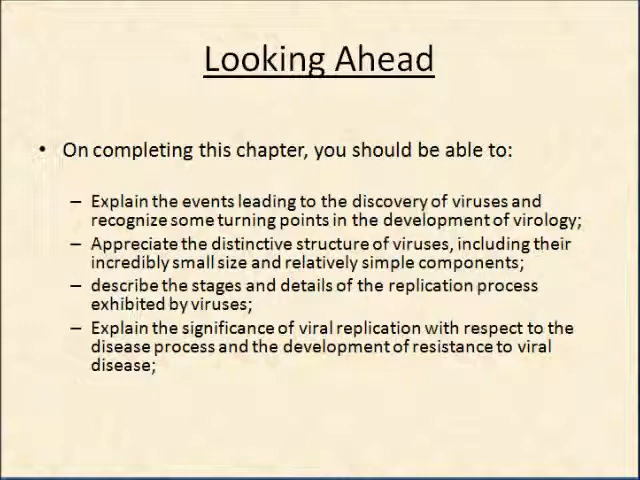 Looking Ahead
• On completing this chapter, you should be able to:
– Explain the events leading to the discovery of viruses and
recognize some turning points in the development of virology;
– Appreciate the distinctive structure of viruses, including their
incredibly small size and relatively simple components;
– describe the stages and details of the replication process
exhibited by viruses;
– Explain the significance of viral replication with respect to the
disease process and the development of resistance to viral
disease;